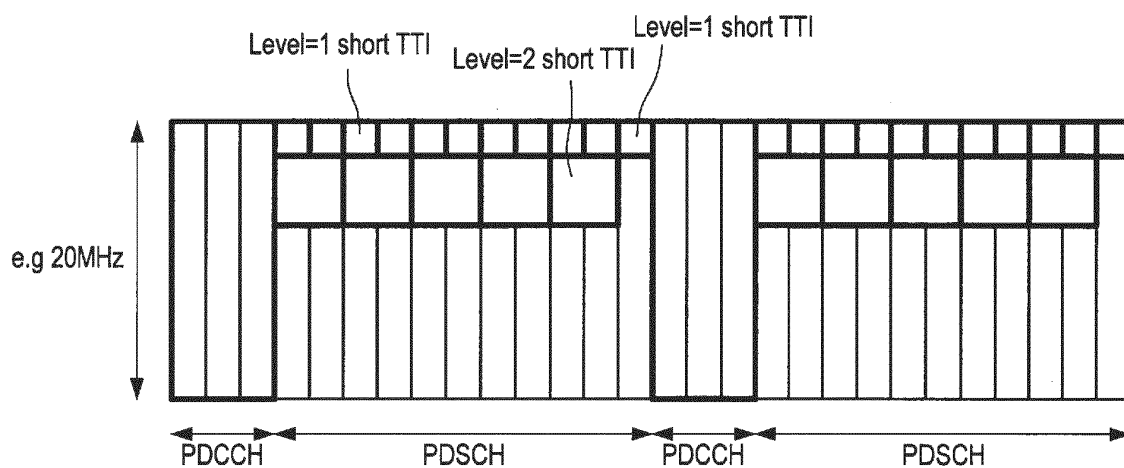 Level=1 short TTI
Level=2 short TTI
Level=1 short TTI
e.g 20MHz
PDCCH
PDSCH
PDCCH
PDSCH